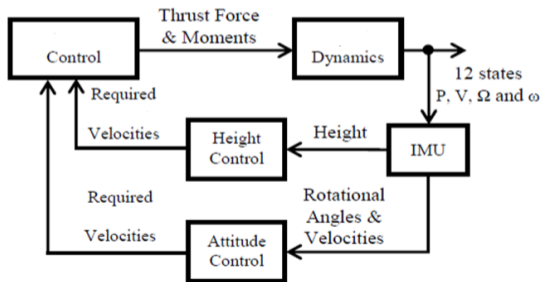 Thrust Force
& Moments
Control
Dynamics
12 states
P, V, Ω and ω
Required
Velocities
Height
Control
Height
IMU
Required
Velocities
Attitude
Control
Rotational
Angles &
Velocities